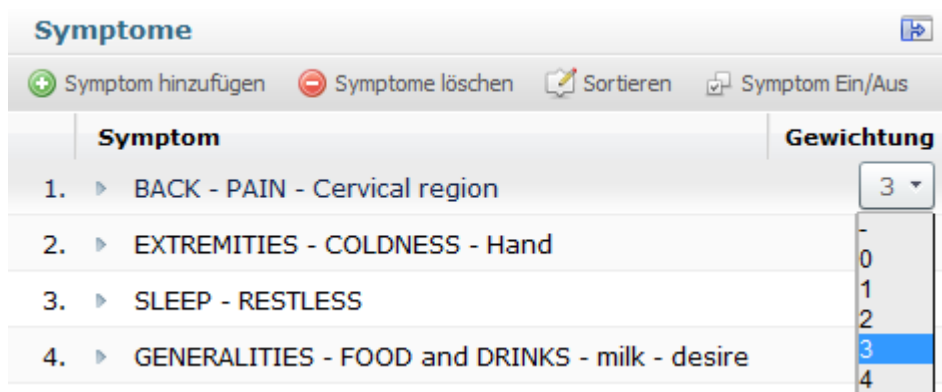 Symptome
Symptom hinzufügen Symptome löschen Sortieren Symptom Ein/Aus
Symptom Gewichtung
1. BACK - PAIN - Cervical region 3
2. EXTREMITIES - COLDNESS - Hand
3. SLEEP - RESTLESS
4. GENERALITIES - FOOD and DRINKS - milk - desire
-
0
1
2
3
4